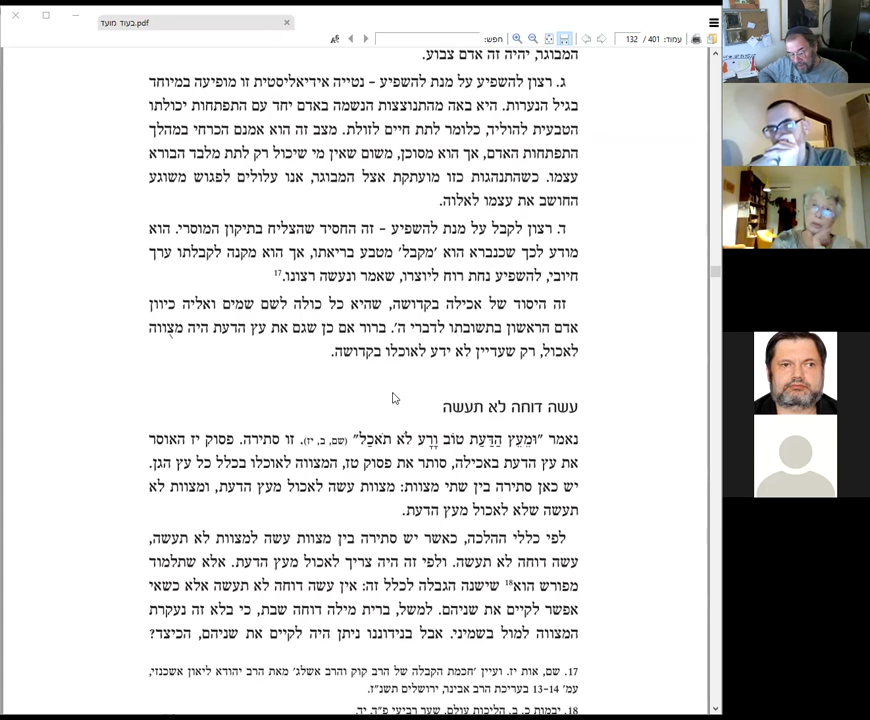 בעוד מועד.pdf
חפש:
עמוד: 401 / 132
המבוגר, יהיה זה אדם צבוע.
ג. רצון להשפיע על מנת להשפיע – נטייה אידיאליסטית זו מופיעה במיוחד
בגיל הנערות. היא באה מהתנוצצות הנשמה באדם יחד עם התפתחות יכולתו
הטבעית להוליד, כלומר לתת חיים לזולת. מצב זה הוא אמנם הכרחי במהלך
התפתחות האדם, אך הוא מסוכן, משום שאין מי שיכול רק לתת מלבד הבורא
עצמו. כשהתנהגות כזו מועתקת אצל המבוגר, אנו עלולים לפגוש משוגע
החושב את עצמו לאלוה.
ד. רצון לקבל על מנת להשפיע – זה החסיד שהצליח בתיקון המוסרי. הוא
מודע לכך שכנברא הוא 'מקבל' מטבע בריאתו, אך הוא מקנה לקבלתו ערך
חיובי, להשפיע נחת רוח ליוצרו, שאמר ונעשה רצונו.17
זה היסוד של אכילה בקדושה, שהיא כל כולה לשם שמים ואליה כיוון
אדם הראשון בתשובתו לדברי ה'. ברור אם כן שגם את עץ הדעת היה מצֻווה
לאכול, רק שעדיין לא ידע לאוכלו בקדושה.
עשה דוחה לא תעשה
נאמר "וּמֵעֵץ הַדַּעַת טוֹב וָרָע לֹא תֹאכַל" (שם, ב, יז). זו סתירה. פסוק יז האוסר
את עץ הדעת באכילה, סותר את פסוק טז, המצווה לאוכלו בכלל כל עץ הגן.
יש כאן סתירה בין שתי מצוות: מצוות עשה לאכול מעץ הדעת, ומצוות לא
תעשה שלא לאכול מעץ הדעת.
לפי כללי ההלכה, כאשר יש סתירה בין מצוות עשה למצוות לא תעשה,
עשה דוחה לא תעשה. ולפי זה היה צריך לאכול מעץ הדעת. אלא שתלמוד
מפורש הוא18 שישנה הגבלה לכלל זה: אין עשה דוחה לא תעשה אלא כשאי
אפשר לקיים את שניהם. למשל, ברית מילה דוחה שבת, כי בלא זה נעקרת
המצווה למול בשמיני. אבל בנידוננו ניתן היה לקיים את שניהם, הכיצד?
17. שם, אות יז. ועיין 'חכמת הקבלה של הרב קוק והרב אשלג' מאת הרב יהודא ליאון אשכנזי,
עמ' 13-14 בעריכת הרב אבינר, ירושלים תשנ"ז.
18. יבמות כ, ב. הליכות עולם, שער רביעי פ"ד, יד.